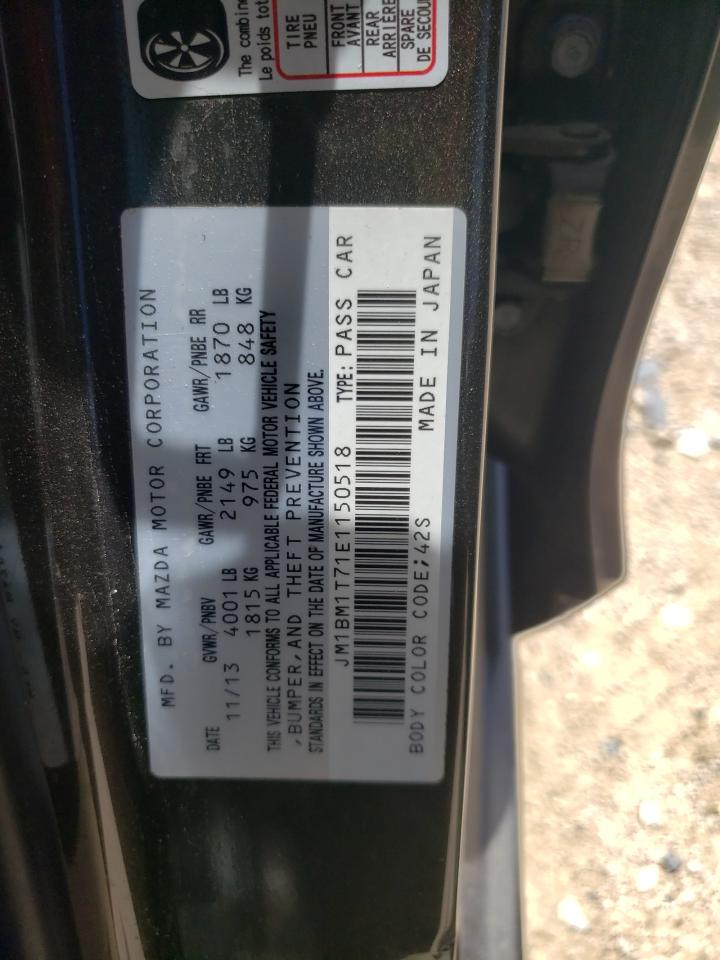 The combine
Le poids tot
TIRE
PNEU
FRONT
AVANT
REAR
ARRIERE
SPARE
DE SECOU
MFD. BY MAZDA MOTOR CORPORATION
DATE GVWR/PNBV GAWR/PNBE FRT GAWR/PNBE RR
11/13 4001 LB 2149 LB 1870 LB
1815 KG 975 KG 848 KG
THIS VEHICLE CONFORMS TO ALL APPLICABLE FEDERAL MOTOR VEHICLE SAFETY
,BUMPER,AND THEFT PREVENTION
STANDARDS IN EFFECT ON THE DATE OF MANUFACTURE SHOWN ABOVE.
JM1BM1T71E1150518 TYPE: PASS CAR
BODY COLOR CODE;42S MADE IN JAPAN